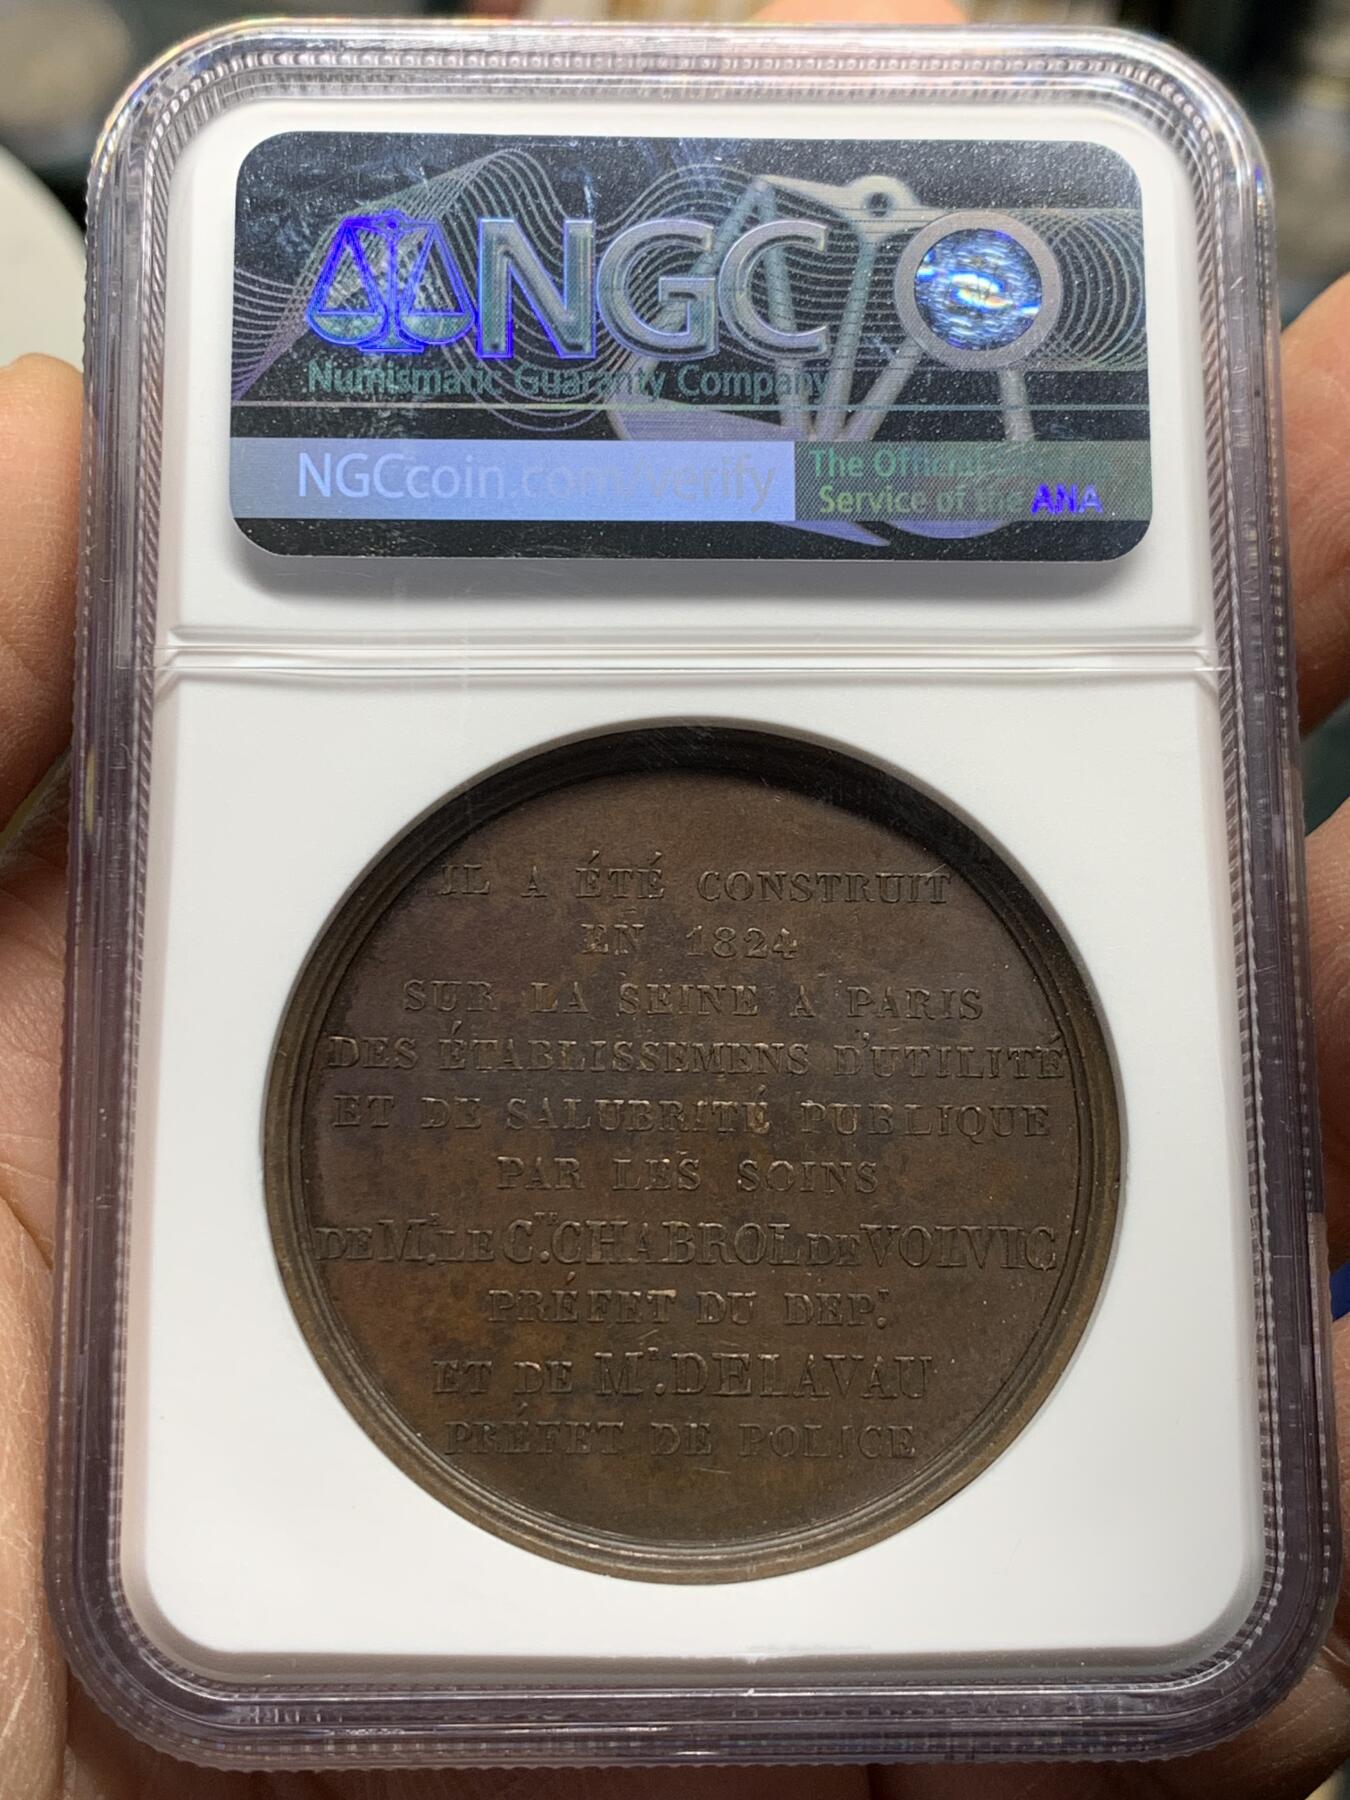 NGC
Numismatic Guaranty Company
NGCcoin.com/verify
The Official Grading
Service of the ANA
IL A ÉTÉ CONSTRUIT
EN 1824
SUR LA SEINE A PARIS
DES ÉTABLISSEMENS D'UTILITÉ
ET DE SALUBRITÉ PUBLIQUE
PAR LES SOINS
DE M.R LE C.TE CHABROL DE VOLVIC
PRÉFET DU DEP.T
ET DE M.R DELAVAU
PRÉFET DE POLICE